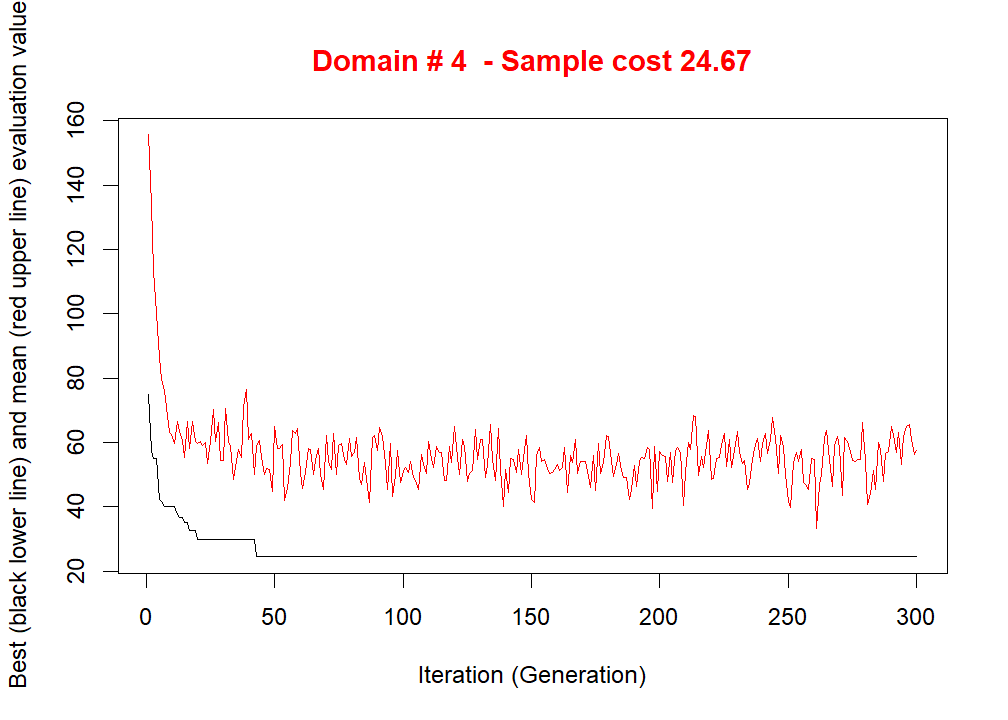 Domain # 4  - Sample cost 24.67
Best (black lower line) and mean (red upper line) evaluation value
160
140
120
100
80
60
40
20
0 50 100 150 200 250 300
Iteration (Generation)